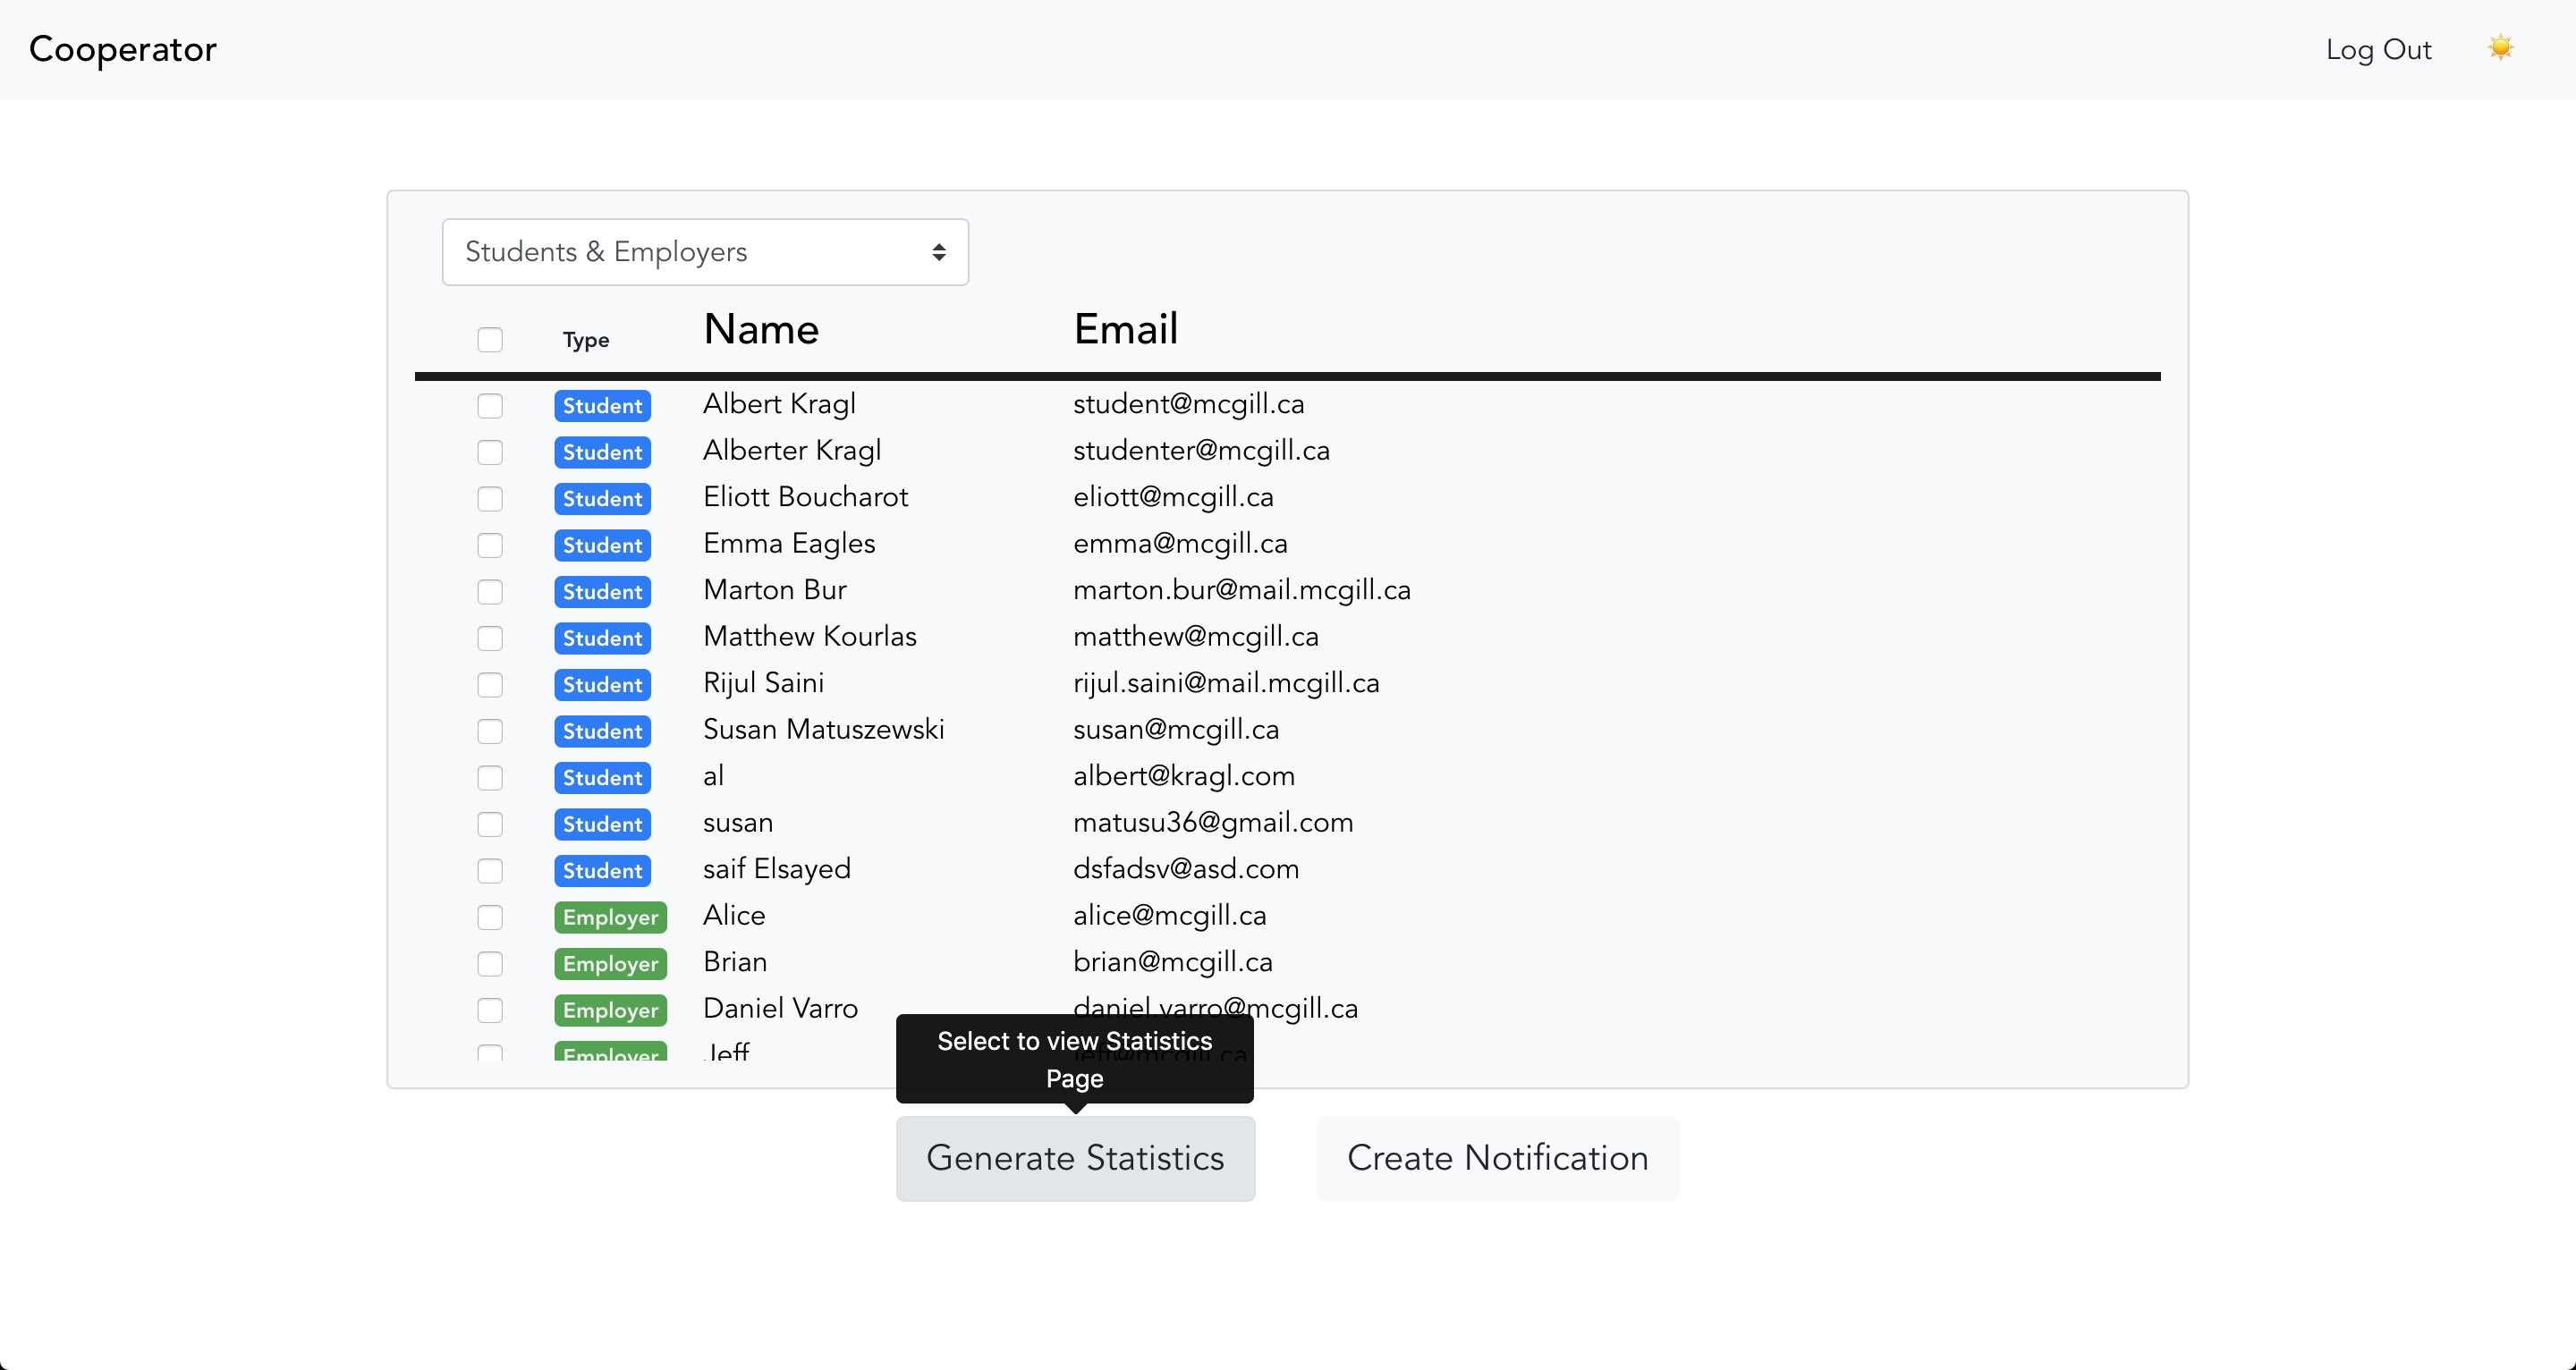 Cooperator
Log Out
Students & Employers
Type Name Email
Student Albert Kragl student@mcgill.ca
Student Alberter Kragl studenter@mcgill.ca
Student Eliott Boucharot eliott@mcgill.ca
Student Emma Eagles emma@mcgill.ca
Student Marton Bur marton.bur@mail.mcgill.ca
Student Matthew Kourlas matthew@mcgill.ca
Student Rijul Saini rijul.saini@mail.mcgill.ca
Student Susan Matuszewski susan@mcgill.ca
Student al albert@kragl.com
Student susan matusu36@gmail.com
Student saif Elsayed dsfadsv@asd.com
Employer Alice alice@mcgill.ca
Employer Brian brian@mcgill.ca
Employer Daniel Varro daniel.varro@mcgill.ca
Employer Jeff jeff@mcgill.ca
Select to view Statistics
Page
Generate Statistics Create Notification